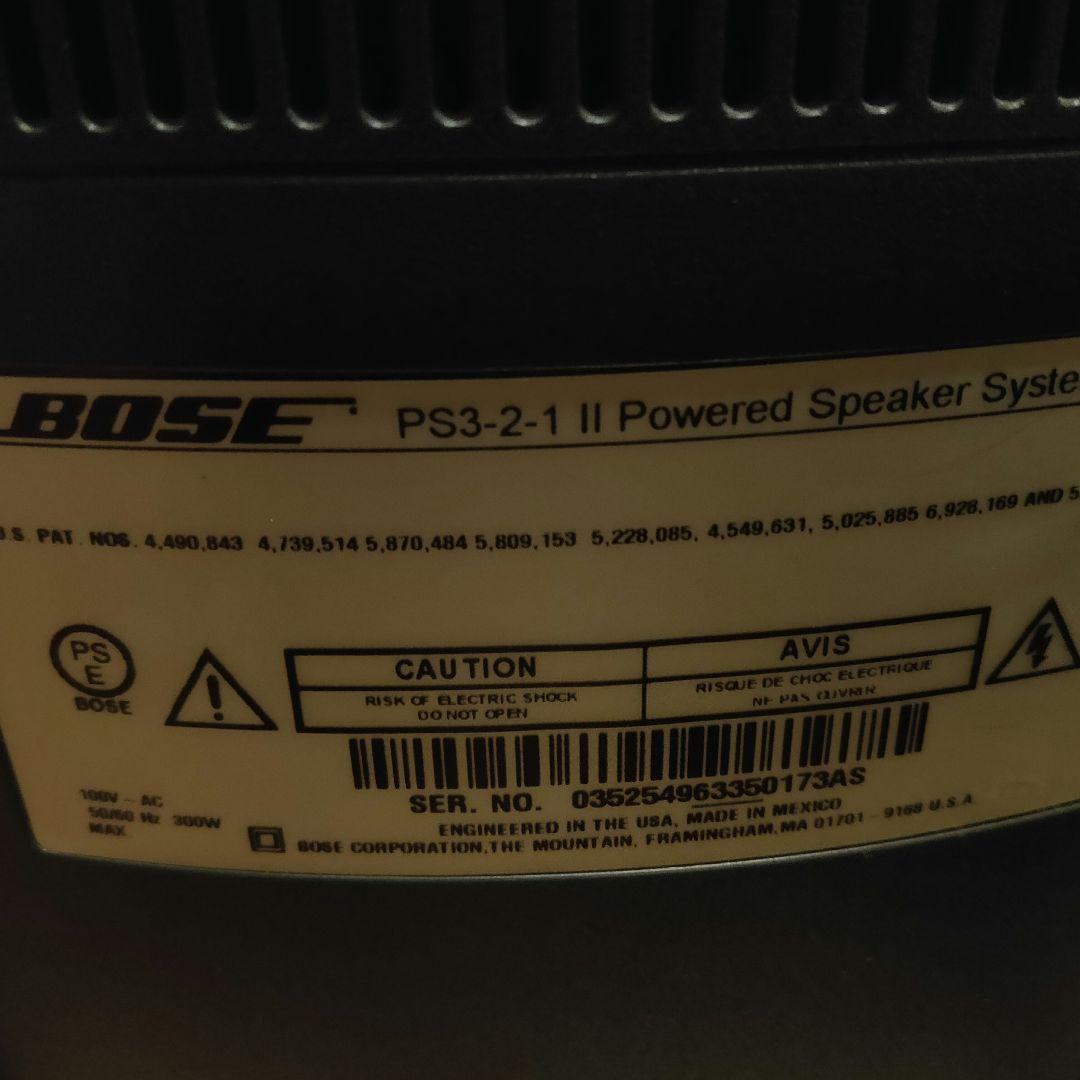 BOSE PS3-2-1 II Powered Speaker Syste
U.S. PAT. NOS. 4,490,843 4,739,514 5,870,484 5,809,153 5,228,085, 4,549,631, 5,025,885 6,928,169 AND 5
PS
E
BOSE
CAUTION
RISK OF ELECTRIC SHOCK
DO NOT OPEN
AVIS
RISQUE DE CHOC ELECTRIQUE
NE PAS OUVRIR
SER. NO. 035254963350173AS
100V ~ AC
50/60 Hz 300W
MAX
ENGINEERED IN THE USA, MADE IN MEXICO
BOSE CORPORATION, THE MOUNTAIN, FRAMINGHAM, MA 01701 - 9168 U.S.A